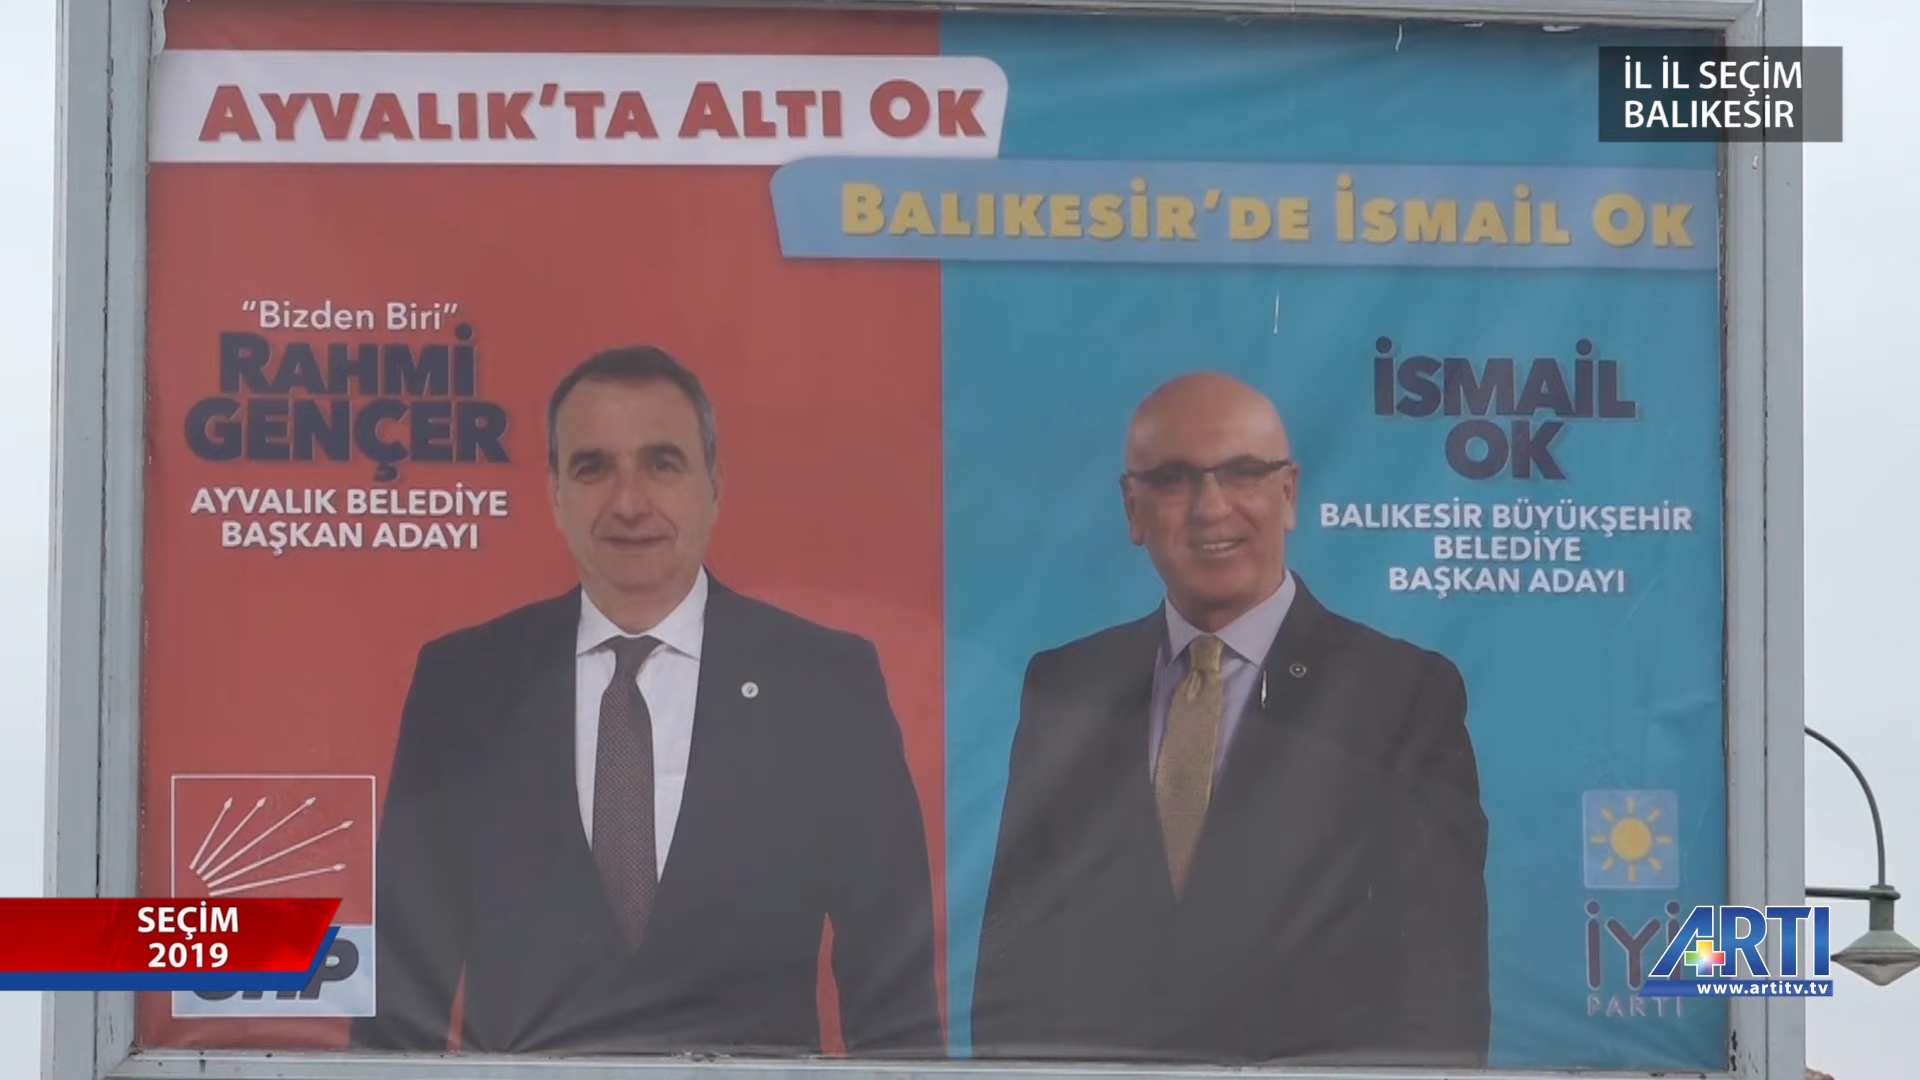 İL İL SEÇİM
BALIKESİR
AYVALIK'TA ALTI OK
BALIKESİR'DE İSMAİL OK
“Bizden Biri”
RAHMİ
GENÇER
AYVALIK BELEDİYE
BAŞKAN ADAYI
İSMAİL
OK
BALIKESİR BÜYÜKŞEHİR
BELEDİYE
BAŞKAN ADAYI
SEÇİM
2019
CHP
İYİ
PARTİ
ARTI
www.artitv.tv